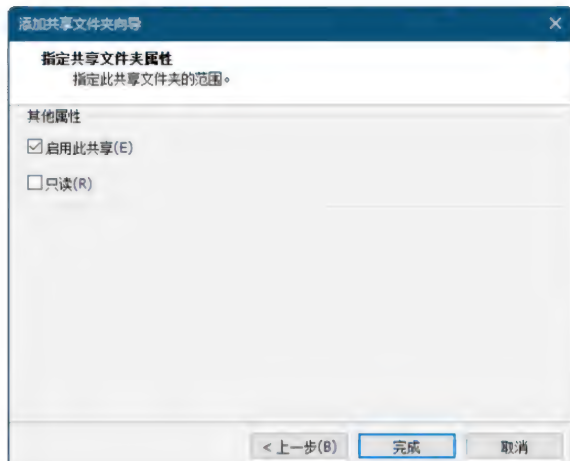 添加共享文件夹向导
指定共享文件夹属性
指定此共享文件夹的范围。
其他属性
启用此共享(E)
只读(R)
< 上一步(B)
完成
取消